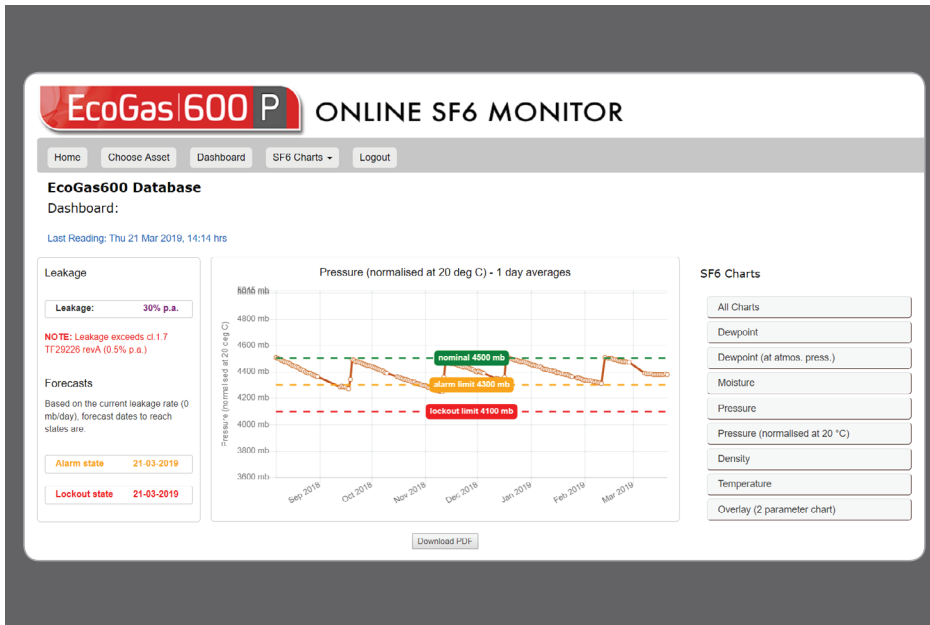 EcoGas|600 P ONLINE SF6 MONITOR
Home Choose Asset Dashboard SF6 Charts Logout
EcoGas600 Database
Dashboard:
Last Reading: Thu 21 Mar 2019, 14:14 hrs
Leakage
Leakage: 30% p.a.
NOTE: Leakage exceeds cl.1.7
TГ29226 revA (0.5% p.a.)
Forecasts
Based on the current leakage rate (0
mb/day), forecast dates to reach
states are.
Alarm state 21-03-2019
Lockout state 21-03-2019
Pressure (normalised at 20 deg C) - 1 day averages
Pressure (normalised at 20 deg C)
4800 mb
4600 mb
4400 mb
4200 mb
4000 mb
3800 mb
3600 mb
nominal 4500 mb
alarm limit 4300 mb
lockout limit 4100 mb
Sep 2018
Oct 2018
Nov 2018
Dec 2018
Jan 2019
Feb 2019
Mar 2019
Download PDF
SF6 Charts
All Charts
Dewpoint
Dewpoint (at atmos. press.)
Moisture
Pressure
Pressure (normalised at 20 °C)
Density
Temperature
Overlay (2 parameter chart)